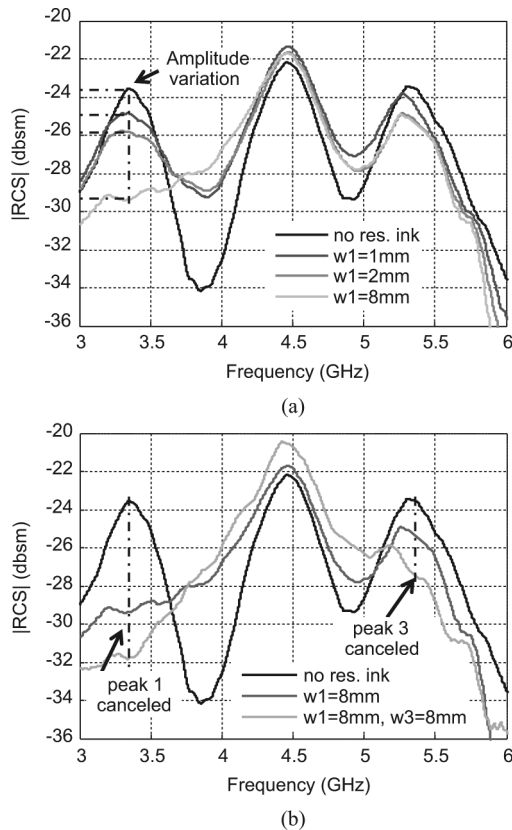 (a)
-20
-22
-24
-26
-28
-30
-32
-34
-36
|RCS| (dbsm)
Amplitude
variation
no res. ink
w1=1mm
w1=2mm
w1=8mm
3 3.5 4 4.5 5 5.5 6
Frequency (GHz)
(a)
-20
-22
-24
-26
-28
-30
-32
-34
-36
|RCS| (dbsm)
peak 1
canceled
peak 3
canceled
no res. ink
w1=8mm
w1=8mm, w3=8mm
3 3.5 4 4.5 5 5.5 6
Frequency (GHz)
(b)